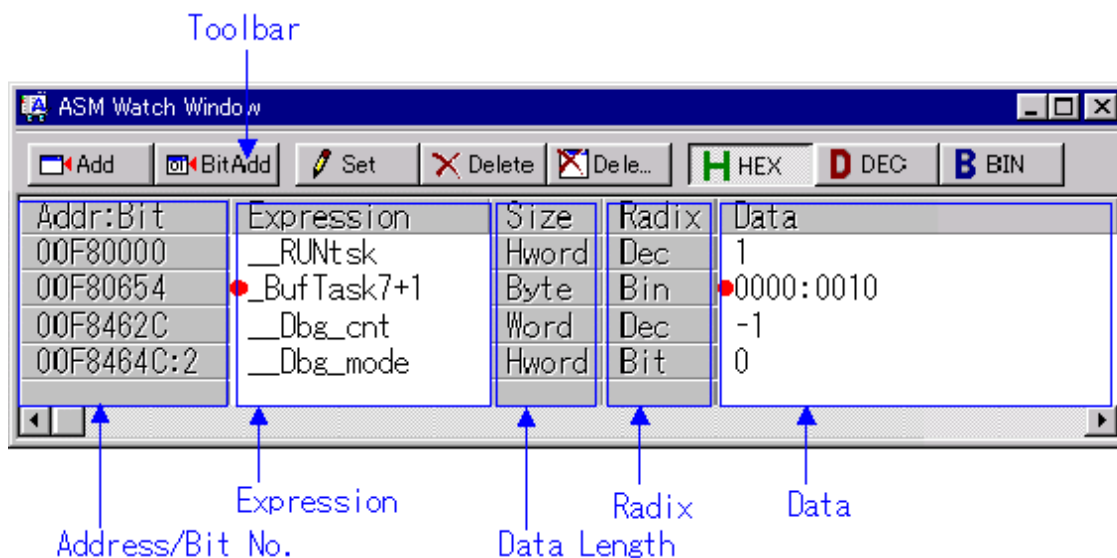 Toolbar
ASM Watch Window
Add BitAdd Set Delete Dele... H HEX D DEC B BIN
Addr:Bit Expression Size Radix Data
00F80000 __RUNtsk Hword Dec 1
00F80654 _BufTask7+1 Byte Bin 0000:0010
00F8462C __Dbg_cnt Word Dec -1
00F8464C:2 __Dbg_mode Hword Bit 0
Expression Radix Data
Address/Bit No. Data Length